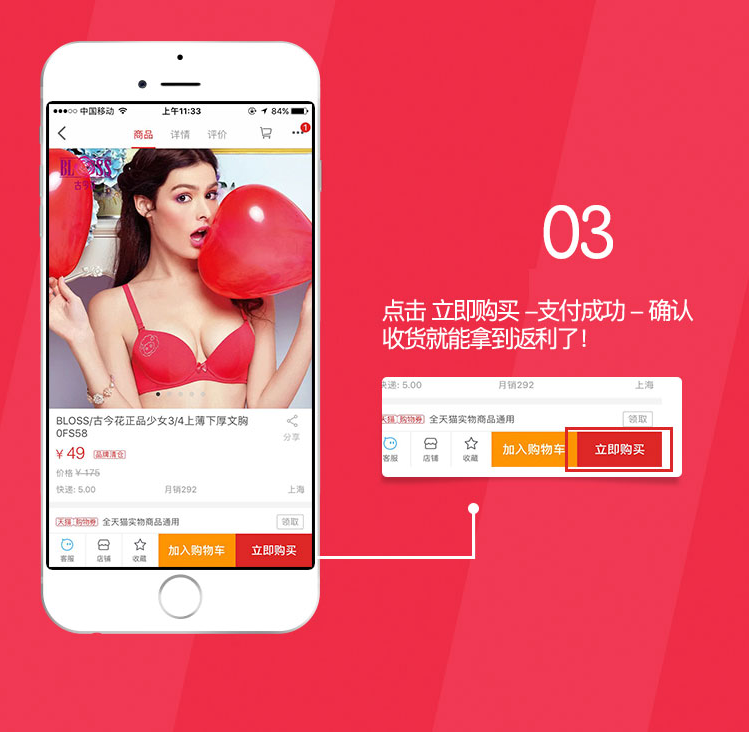 中国移动
上午11:33
84%
商品 详情 评价
1
BLOSS
古今
BLOSS/古今花正品少女3/4上薄下厚文胸
0FS58
分享
¥ 49 品牌清仓
价格 ¥ 175
快递: 5.00 月销292 上海
天猫 购物券 全天猫实物商品通用 领取
客服 店铺 收藏 加入购物车 立即购买
03
点击 立即购买 –支付成功 – 确认
收货就能拿到返利了!
快递: 5.00 月销292 上海
天猫 购物券 全天猫实物商品通用 领取
客服 店铺 收藏 加入购物车 立即购买